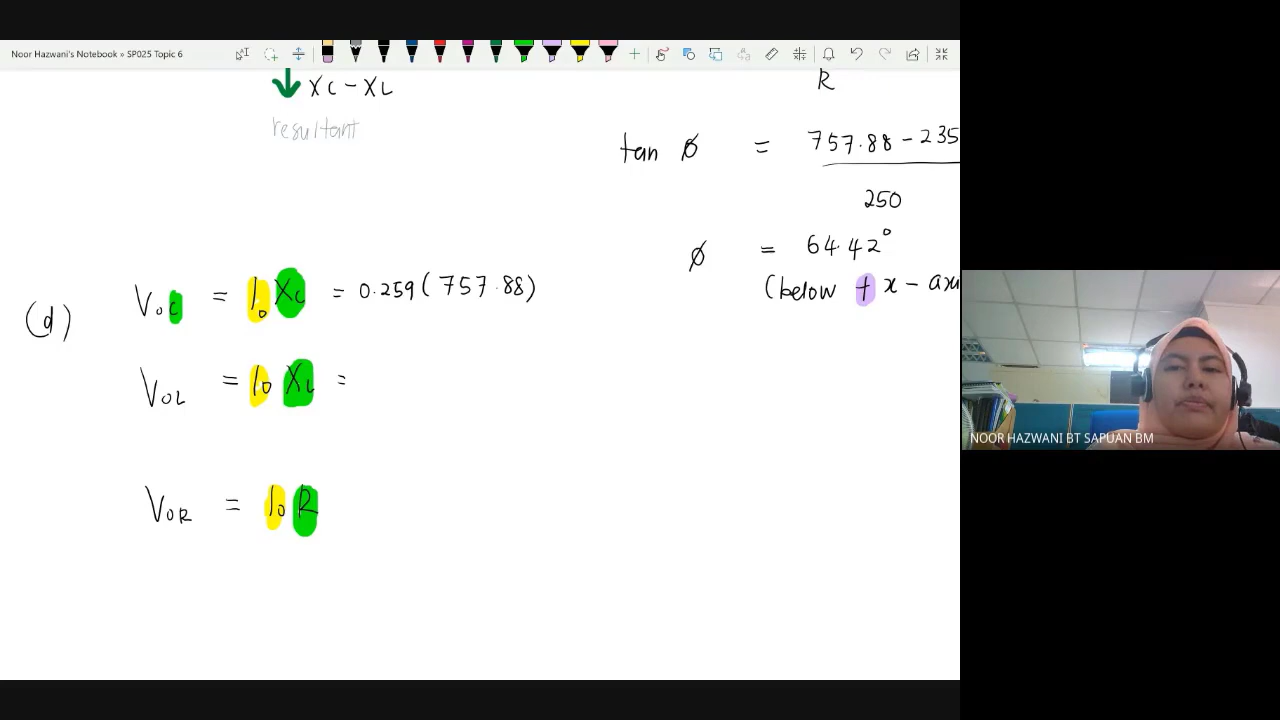 Noor Hazwani's Notebook » SP025 Topic 6
XC - XL
resultant
R
tan Ø = 757.88 - 235
250
Ø = 64.42°
(below + x - axi
(d) VoC = IoXC = 0.259(757.88)
VoL = IoXL =
VoR = IoR
NOOR HAZWANI BT SAPUAN BM